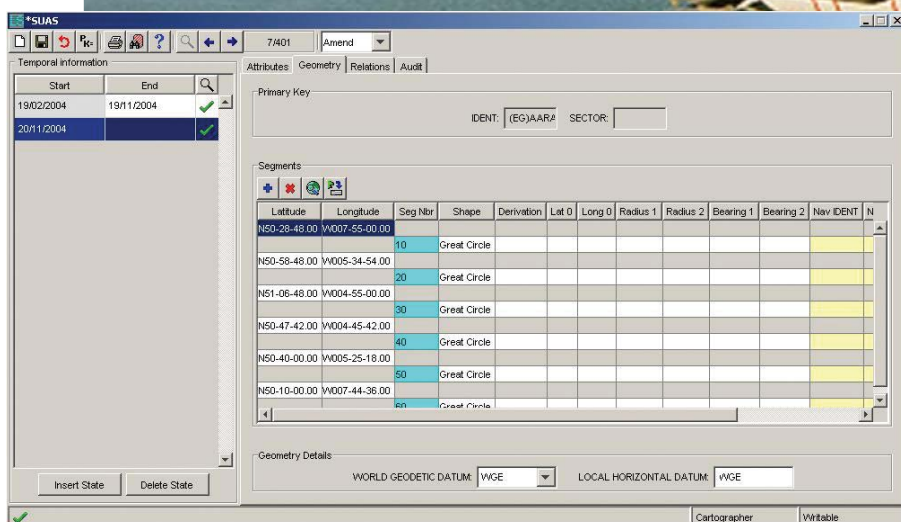 *SUAS
7/401 Amend
Temporal information
Start End
19/02/2004 19/11/2004
20/11/2004
Insert State Delete State
Attributes Geometry Relations Audit
Primary Key
IDENT: (EG)AARA SECTOR:
Segments
Latitude Longitude Seg Nbr Shape Derivation Lat 0 Long 0 Radius 1 Radius 2 Bearing 1 Bearing 2 Nav IDENT N
N50-28-48.00 W007-55-00.00
10 Great Circle
N50-58-48.00 W005-34-54.00
20 Great Circle
N51-06-48.00 W004-55-00.00
30 Great Circle
N50-47-42.00 W004-45-42.00
40 Great Circle
N50-40-00.00 W005-25-18.00
50 Great Circle
N50-10-00.00 W007-44-36.00
60 Great Circle
Geometry Details
WORLD GEODETIC DATUM: WGE LOCAL HORIZONTAL DATUM: WGE
Cartographer Writable